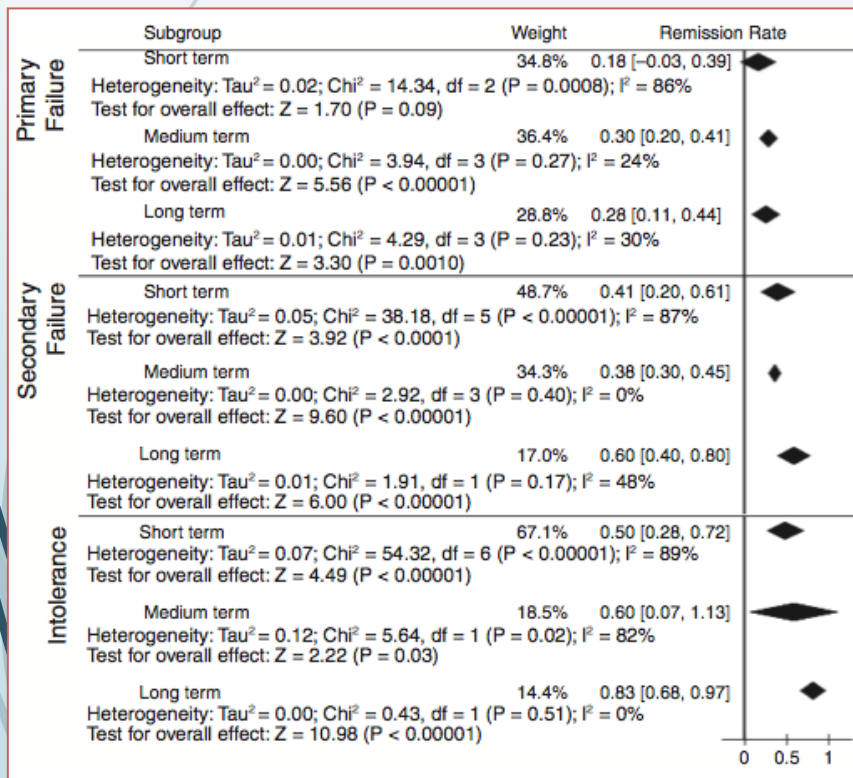 Subgroup Weight Remission Rate
Primary Failure
Short term 34.8% 0.18 [−0.03, 0.39]
Heterogeneity: Tau² = 0.02; Chi² = 14.34, df = 2 (P = 0.0008); I² = 86%
Test for overall effect: Z = 1.70 (P = 0.09)
Medium term 36.4% 0.30 [0.20, 0.41]
Heterogeneity: Tau² = 0.00; Chi² = 3.94, df = 3 (P = 0.27); I² = 24%
Test for overall effect: Z = 5.56 (P < 0.00001)
Long term 28.8% 0.28 [0.11, 0.44]
Heterogeneity: Tau² = 0.01; Chi² = 4.29, df = 3 (P = 0.23); I² = 30%
Test for overall effect: Z = 3.30 (P = 0.0010)
Secondary Failure
Short term 48.7% 0.41 [0.20, 0.61]
Heterogeneity: Tau² = 0.05; Chi² = 38.18, df = 5 (P < 0.00001); I² = 87%
Test for overall effect: Z = 3.92 (P < 0.0001)
Medium term 34.3% 0.38 [0.30, 0.45]
Heterogeneity: Tau² = 0.00; Chi² = 2.92, df = 3 (P = 0.40); I² = 0%
Test for overall effect: Z = 9.60 (P < 0.00001)
Long term 17.0% 0.60 [0.40, 0.80]
Heterogeneity: Tau² = 0.01; Chi² = 1.91, df = 1 (P = 0.17); I² = 48%
Test for overall effect: Z = 6.00 (P < 0.00001)
Intolerance
Short term 67.1% 0.50 [0.28, 0.72]
Heterogeneity: Tau² = 0.07; Chi² = 54.32, df = 6 (P < 0.00001); I² = 89%
Test for overall effect: Z = 4.49 (P < 0.00001)
Medium term 18.5% 0.60 [0.07, 1.13]
Heterogeneity: Tau² = 0.12; Chi² = 5.64, df = 1 (P = 0.02); I² = 82%
Test for overall effect: Z = 2.22 (P = 0.03)
Long term 14.4% 0.83 [0.68, 0.97]
Heterogeneity: Tau² = 0.00; Chi² = 0.43, df = 1 (P = 0.51); I² = 0%
Test for overall effect: Z = 10.98 (P < 0.00001)
0 0.5 1